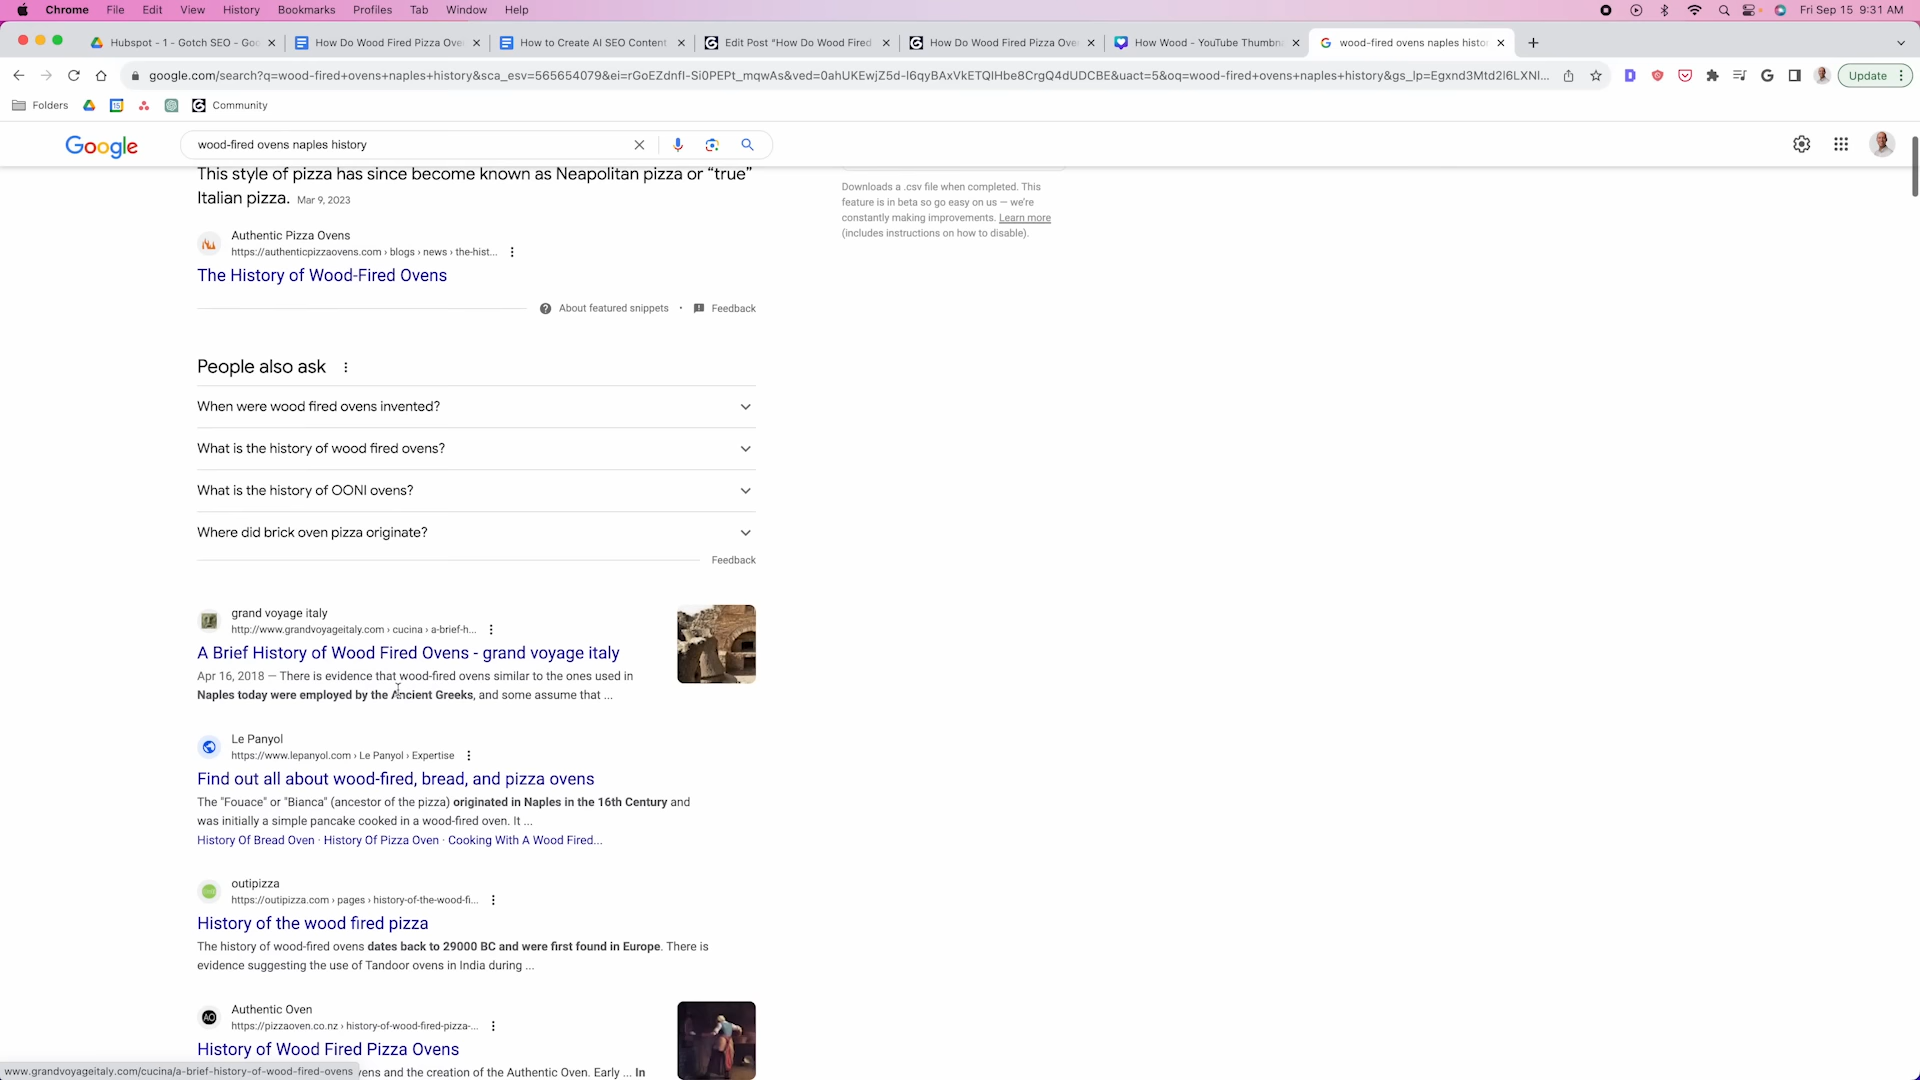 Chrome File Edit View History Bookmarks Profiles Tab Window Help Fri Sep 15 9:31 AM
Hubspot - 1 - Gotch SEO - Goo How Do Wood Fired Pizza Ove How to Create AI SEO Content Edit Post "How Do Wood Fired How Do Wood Fired Pizza Ove How Wood - YouTube Thumbn wood-fired ovens naples histo
google.com/search?q=wood-fired+ovens+naples+history&sca_esv=565654079&ei=rGoEZdnfI-Si0PEPt_mqwAs&ved=0ahUKEwjZ5d-I6qyBAxVkETQIHbe8CrgQ4dUDCBE&uact=5&oq=wood-fired+ovens+naples+history&gs_lp=Egxnd3Mtd2l6LXNl... Update
Folders 15 Community
Google wood-fired ovens naples history
This style of pizza has since become known as Neapolitan pizza or “true”
Italian pizza. Mar 9, 2023
Authentic Pizza Ovens
https://authenticpizzaovens.com › blogs › news › the-hist...
The History of Wood-Fired Ovens
About featured snippets • Feedback
Downloads a .csv file when completed. This
feature is in beta so go easy on us — we're
constantly making improvements. Learn more
(includes instructions on how to disable).
People also ask
When were wood fired ovens invented?
What is the history of wood fired ovens?
What is the history of OONI ovens?
Where did brick oven pizza originate?
Feedback
grand voyage italy
http://www.grandvoyageitaly.com › cucina › a-brief-h...
A Brief History of Wood Fired Ovens - grand voyage italy
Apr 16, 2018 — There is evidence that wood-fired ovens similar to the ones used in
Naples today were employed by the Ancient Greeks, and some assume that ...
Le Panyol
https://www.lepanyol.com › Le Panyol › Expertise
Find out all about wood-fired, bread, and pizza ovens
The "Fouace" or "Bianca" (ancestor of the pizza) originated in Naples in the 16th Century and
was initially a simple pancake cooked in a wood-fired oven. It ...
History Of Bread Oven · History Of Pizza Oven · Cooking With A Wood Fired...
outipizza
https://outipizza.com › pages › history-of-the-wood-fi...
History of the wood fired pizza
The history of wood-fired ovens dates back to 29000 BC and were first found in Europe. There is
evidence suggesting the use of Tandoor ovens in India during ...
AO Authentic Oven
https://pizzaoven.co.nz › history-of-wood-fired-pizza-...
History of Wood Fired Pizza Ovens
ens and the creation of the Authentic Oven. Early ... In
www.grandvoyageitaly.com/cucina/a-brief-history-of-wood-fired-ovens